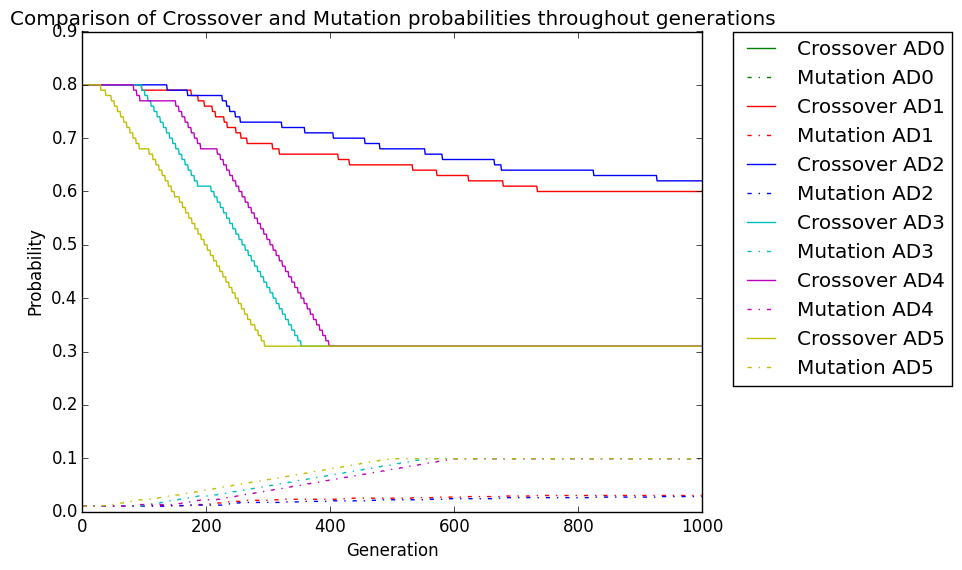 Comparison of Crossover and Mutation probabilities throughout generations
0.9
0.8
0.7
0.6
0.5
0.4
0.3
0.2
0.1
0.0
Probability
0 200 400 600 800 1000
Generation
Crossover AD0
Mutation AD0
Crossover AD1
Mutation AD1
Crossover AD2
Mutation AD2
Crossover AD3
Mutation AD3
Crossover AD4
Mutation AD4
Crossover AD5
Mutation AD5